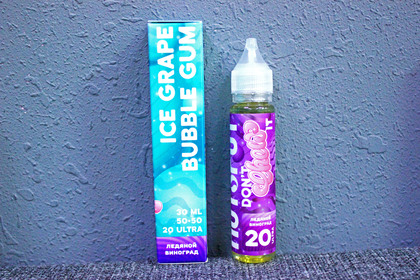 ICE GRAPE
BUBBLE GUM
30 ML
50-50
20 ULTRA
ЛЕДЯНОЙ
ВИНОГРАД
HOTSPOT
DON'T
IT
ЛЕДЯНОЙ
ВИНОГРАД
20